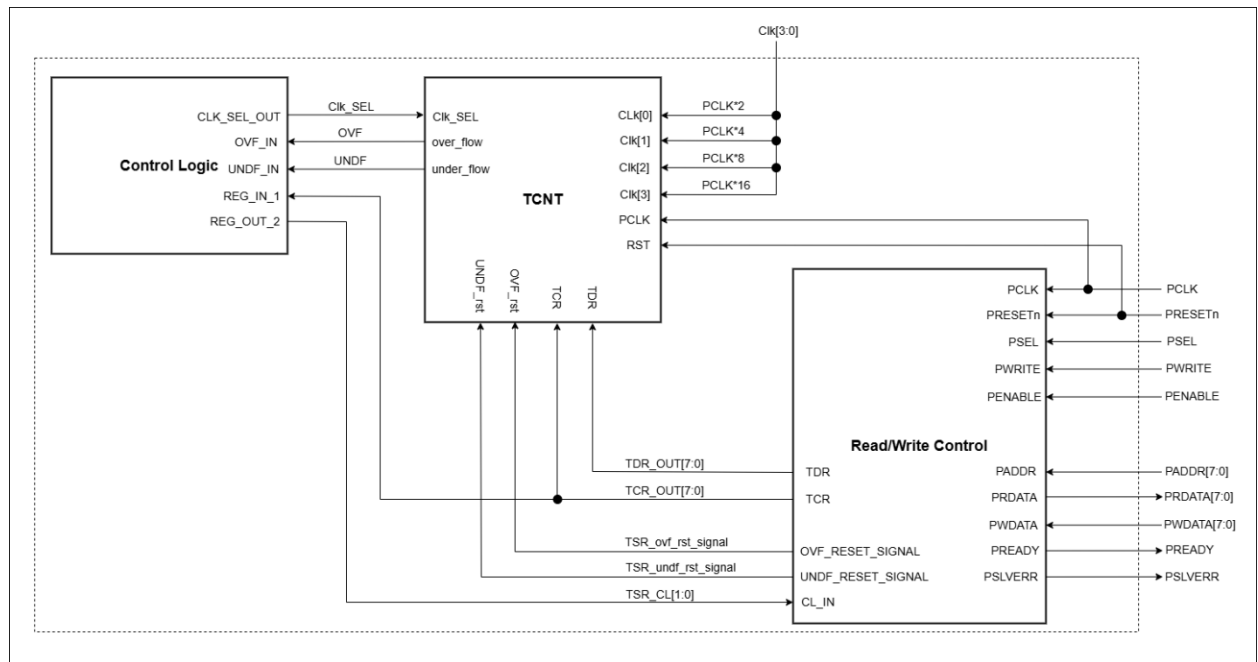 Clk[3:0]
CLK_SEL_OUT
Clk_SEL
Clk_SEL
CLk[0]
PCLK*2
OVF_IN
OVF
over_flow
Clk[1]
PCLK*4
Control Logic
UNDF_IN
UNDF
under_flow
Clk[2]
PCLK*8
REG_IN_1
TCNT
Clk[3]
PCLK*16
REG_OUT_2
PCLK
RST
UNDF_rst
OVF_rst
TCR
TDR
PCLK
PCLK
PRESETn
PRESETn
PSEL
PSEL
PWRITE
PWRITE
PENABLE
PENABLE
Read/Write Control
TDR_OUT[7:0]
TDR
PADDR
PADDR[7:0]
TCR_OUT[7:0]
TCR
PRDATA
PRDATA[7:0]
PWDATA
PWDATA[7:0]
TSR_ovf_rst_signal
OVF_RESET_SIGNAL
PREADY
PREADY
TSR_undf_rst_signal
UNDF_RESET_SIGNAL
PSLVERR
PSLVERR
TSR_CL[1:0]
CL_IN